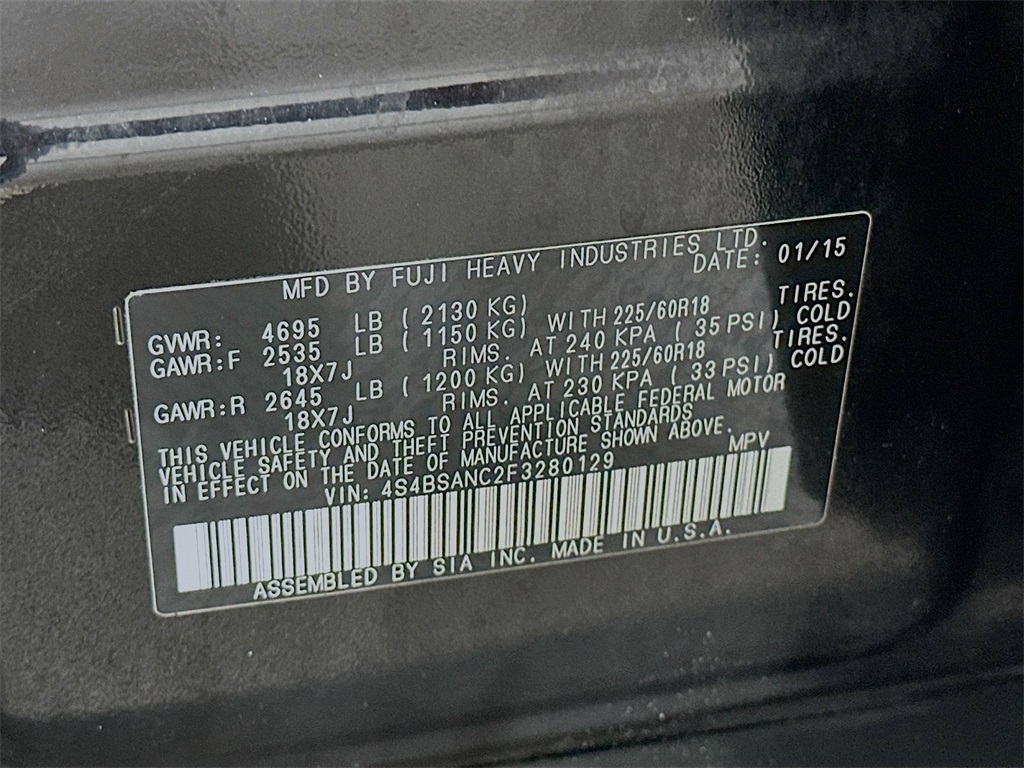 MFD BY FUJI HEAVY INDUSTRIES LTD.
DATE: 01/15
GVWR: 4695 LB ( 2130 KG)
GAWR:F 2535 LB ( 1150 KG) WITH 225/60R18 TIRES.
18X7J RIMS. AT 240 KPA ( 35 PSI) COLD
GAWR:R 2645 LB ( 1200 KG) WITH 225/60R18 TIRES.
18X7J RIMS. AT 230 KPA ( 33 PSI) COLD
THIS VEHICLE CONFORMS TO ALL APPLICABLE FEDERAL MOTOR
VEHICLE SAFETY AND THEFT PREVENTION STANDARDS
IN EFFECT ON THE DATE OF MANUFACTURE SHOWN ABOVE.
VIN: 4S4BSANC2F3280129 MPV
ASSEMBLED BY SIA INC. MADE IN U.S.A.